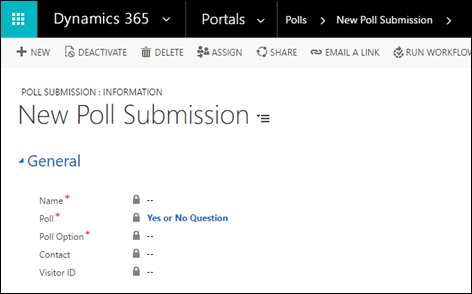 Dynamics 365 Portals Polls New Poll Submission
NEW DEACTIVATE DELETE ASSIGN SHARE EMAIL A LINK RUN WORKFLOW
POLL SUBMISSION : INFORMATION
New Poll Submission
General
Name* --
Poll* Yes or No Question
Poll Option* --
Contact --
Visitor ID --